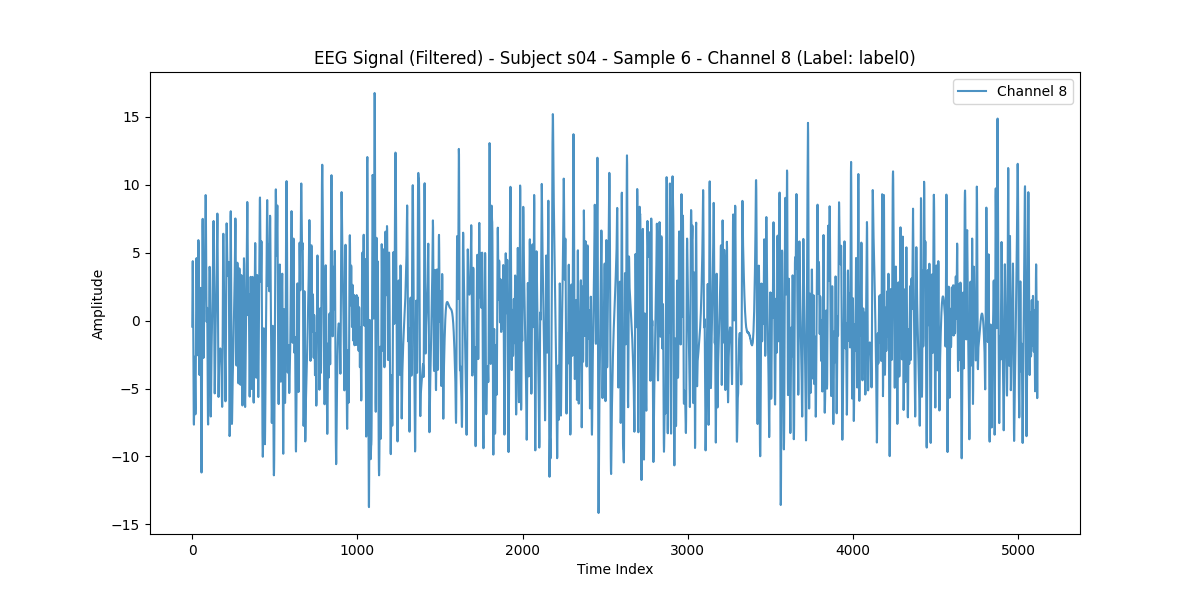 EEG Signal (Filtered) - Subject s04 - Sample 6 - Channel 8 (Label: label0)
Channel 8
15
10
5
0
−5
−10
−15
Amplitude
0 1000 2000 3000 4000 5000
Time Index